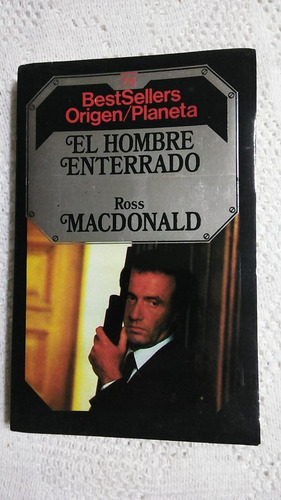 BestSellers
Origen/Planeta
EL HOMBRE
ENTERRADO
Ross
MACDONALD